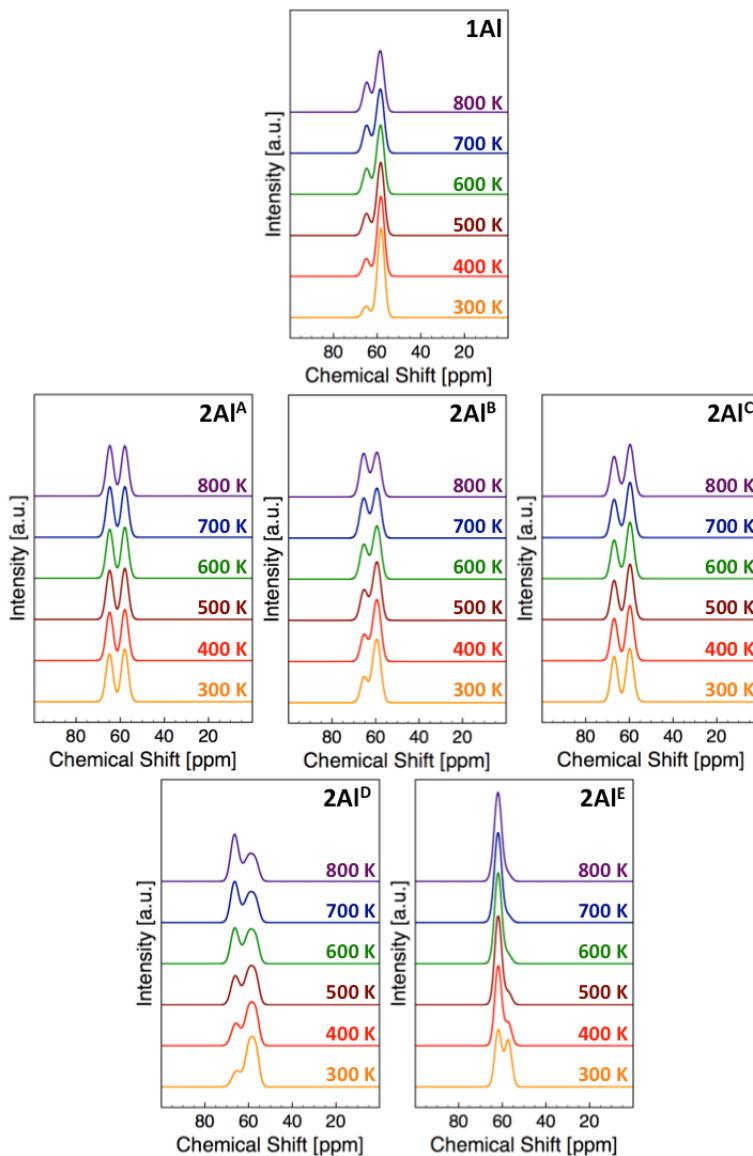 1Al
Intensity [a.u.]
800 K
700 K
600 K
500 K
400 K
300 K
80 60 40 20
Chemical Shift [ppm]
2Al^A
Intensity [a.u.]
800 K
700 K
600 K
500 K
400 K
300 K
80 60 40 20
Chemical Shift [ppm]
2Al^B
Intensity [a.u.]
800 K
700 K
600 K
500 K
400 K
300 K
80 60 40 20
Chemical Shift [ppm]
2Al^C
Intensity [a.u.]
800 K
700 K
600 K
500 K
400 K
300 K
80 60 40 20
Chemical Shift [ppm]
2Al^D
Intensity [a.u.]
800 K
700 K
600 K
500 K
400 K
300 K
80 60 40 20
Chemical Shift [ppm]
2Al^E
Intensity [a.u.]
800 K
700 K
600 K
500 K
400 K
300 K
80 60 40 20
Chemical Shift [ppm]